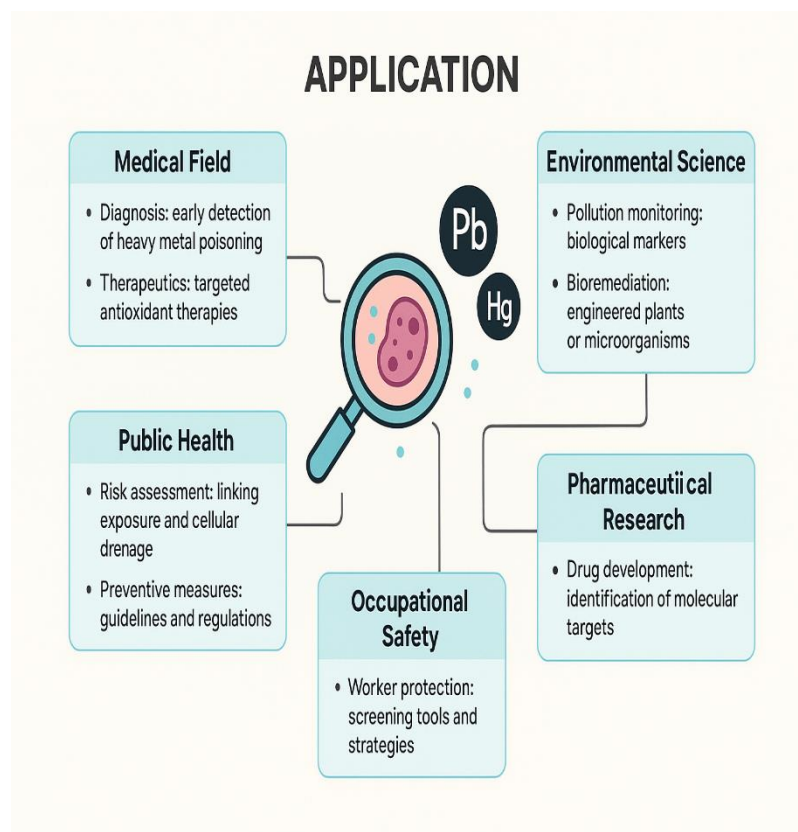 APPLICATION
Medical Field
• Diagnosis: early detection
of heavy metal poisoning
• Therapeutics: targeted
antioxidant therapies
Pb
Hg
Environmental Science
• Pollution monitoring:
biological markers
• Bioremediation:
engineered plants
or microorganisms
Public Health
• Risk assessment: linking
exposure and cellular
drenage
• Preventive measures:
guidelines and regulations
Occupational
Safety
• Worker protection:
screening tools and
strategies
Pharmaceutiical
Research
• Drug development:
identification of molecular
targets